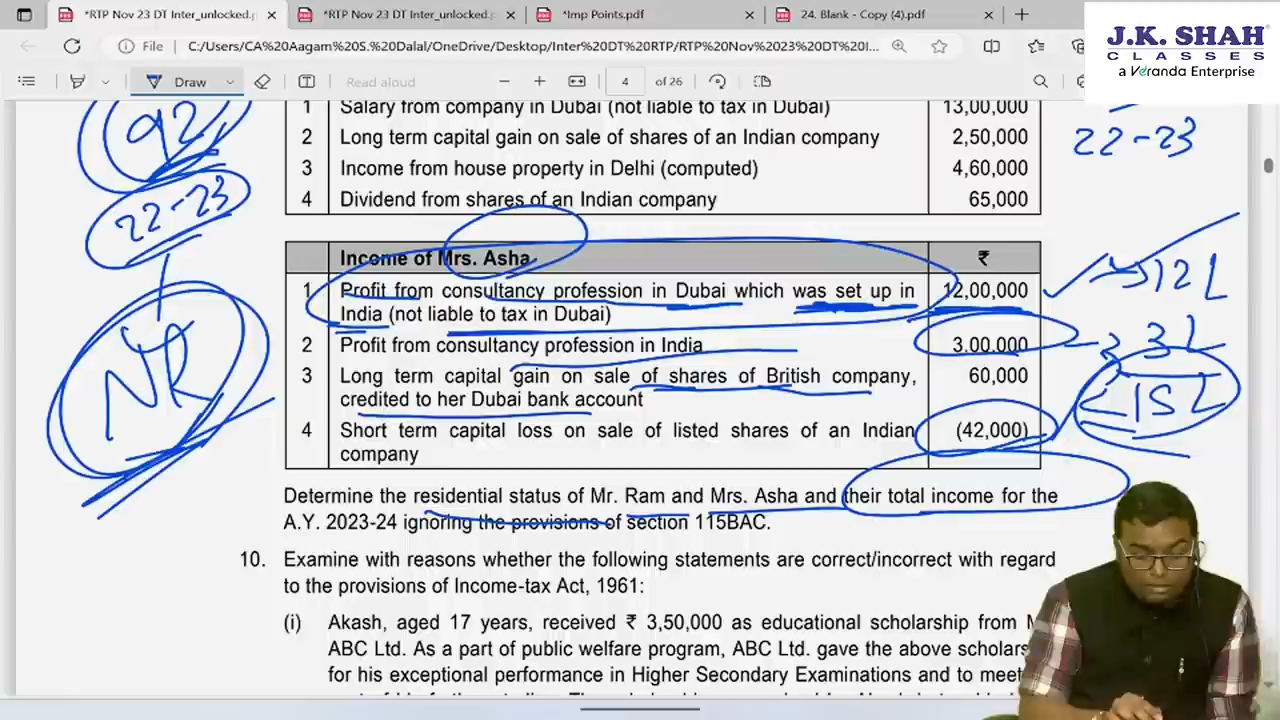 *RTP Nov 23 DT Inter_unlocked.
*RTP Nov 23 DT Inter_unlocked.p
*Imp Points.pdf
24. Blank - Copy (4).pdf
File
C:/Users/CA%20Aagam%20S.%20Dalal/OneDrive/Desktop/Inter%20DT%20RTP/RTP%20Nov%202023%20DT%20I...
J.K. SHAH
CLASSES
a Veranda Enterprise
Draw
Read aloud
4 of 26
92
22-23
NR
22-23
1 Salary from company in Dubai (not liable to tax in Dubai) 13,00,000
2 Long term capital gain on sale of shares of an Indian company 2,50,000
3 Income from house property in Delhi (computed) 4,60,000
4 Dividend from shares of an Indian company 65,000
Income of Mrs. Asha ₹
1 Profit from consultancy profession in Dubai which was set up in 12,00,000
India (not liable to tax in Dubai)
2 Profit from consultancy profession in India 3,00,000
3 Long term capital gain on sale of shares of British company, 60,000
credited to her Dubai bank account
4 Short term capital loss on sale of listed shares of an Indian (42,000)
company
12 L
3 L
15 L
Determine the residential status of Mr. Ram and Mrs. Asha and their total income for the
A.Y. 2023-24 ignoring the provisions of section 115BAC.
10. Examine with reasons whether the following statements are correct/incorrect with regard
to the provisions of Income-tax Act, 1961:
(i) Akash, aged 17 years, received ₹ 3,50,000 as educational scholarship from
ABC Ltd. As a part of public welfare program, ABC Ltd. gave the above scholars
for his exceptional performance in Higher Secondary Examinations and to meet